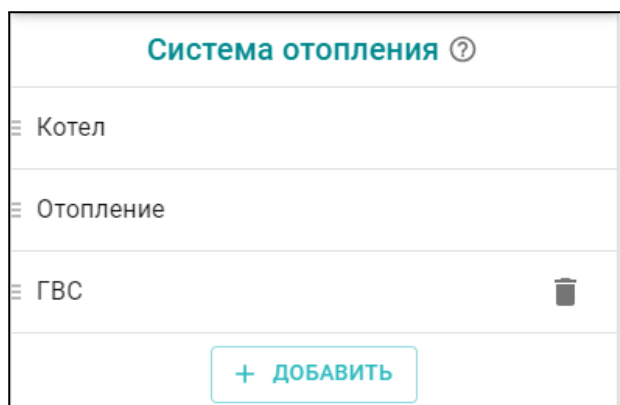 Система отопления ?
Котел
Отопление
ГВС
+ ДОБАВИТЬ